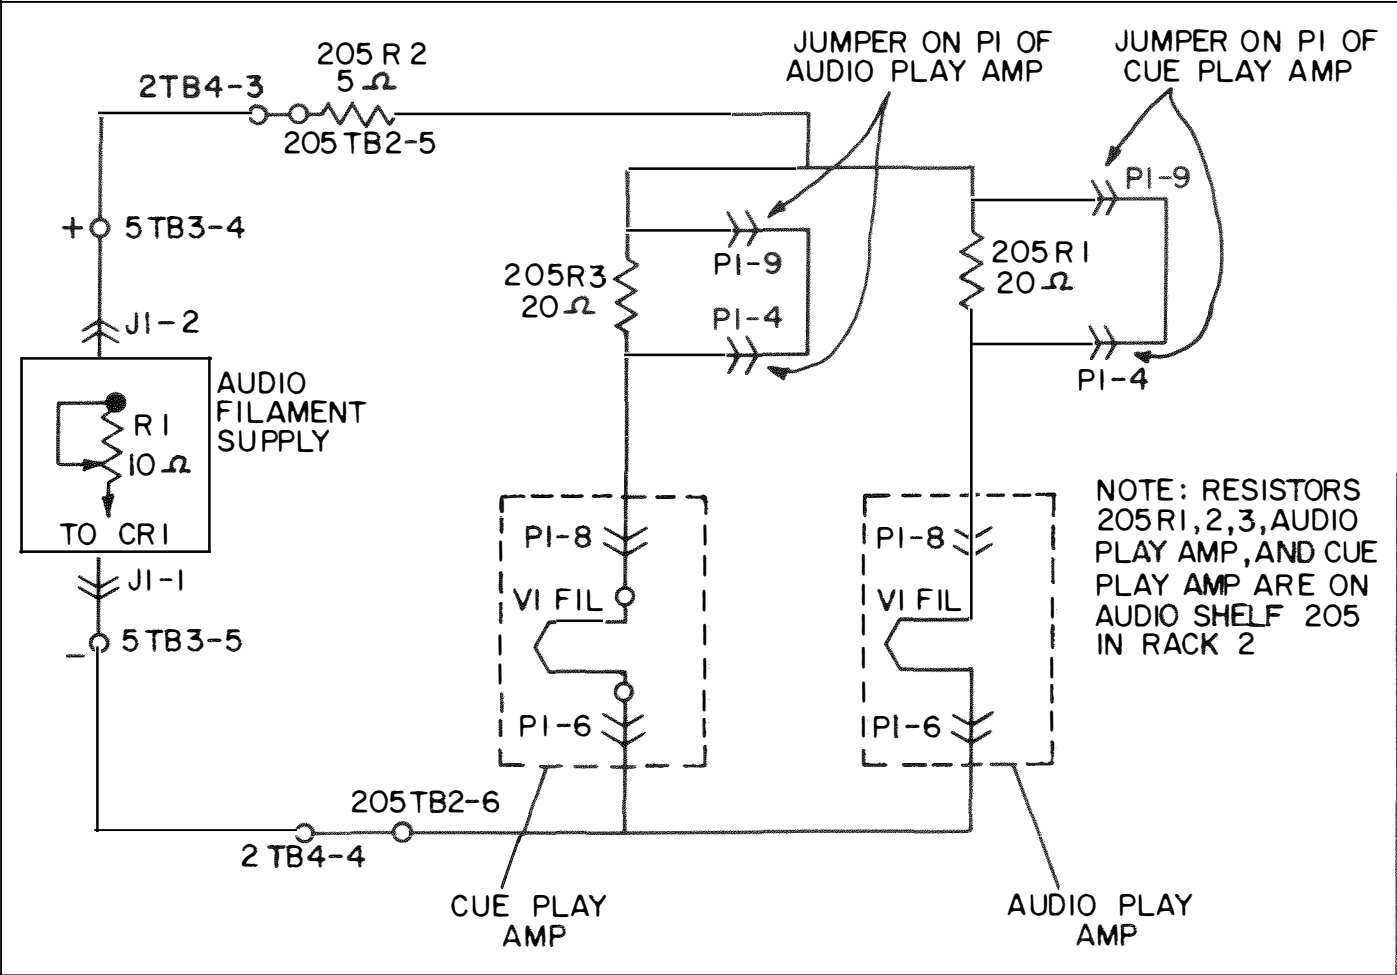 205 R 2
5 Ω
2TB4-3
205 TB2-5
JUMPER ON P1 OF
AUDIO PLAY AMP
JUMPER ON P1 OF
CUE PLAY AMP
+
5 TB3-4
P1-9
205R3
20 Ω
P1-9
P1-4
205R1
20 Ω
P1-4
J1-2
AUDIO
FILAMENT
SUPPLY
R1
10 Ω
TO CR1
J1-1
-
5 TB3-5
P1-8
V1 FIL
P1-6
P1-8
V1 FIL
P1-6
NOTE: RESISTORS
205R1,2,3,AUDIO
PLAY AMP,AND CUE
PLAY AMP ARE ON
AUDIO SHELF 205
IN RACK 2
205TB2-6
2 TB4-4
CUE PLAY
AMP
AUDIO PLAY
AMP